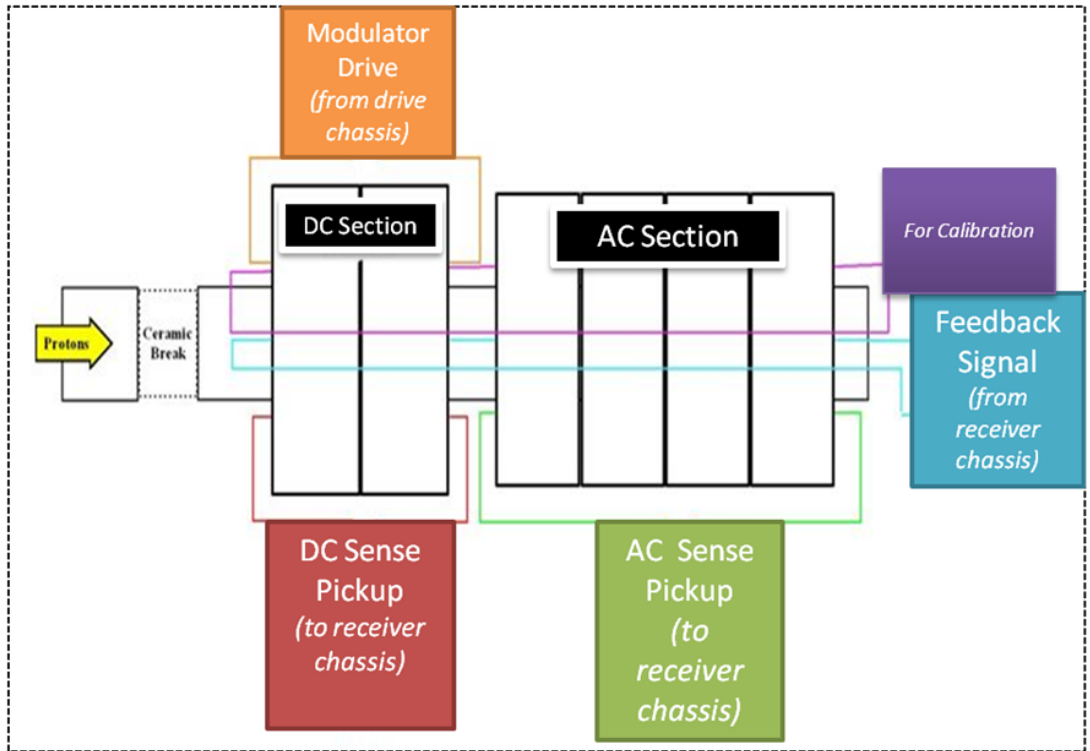 Modulator
Drive
(from drive
chassis)
DC Section
AC Section
For Calibration
Protons
Ceramic
Break
Feedback
Signal
(from
receiver
chassis)
DC Sense
Pickup
(to receiver
chassis)
AC Sense
Pickup
(to
receiver
chassis)